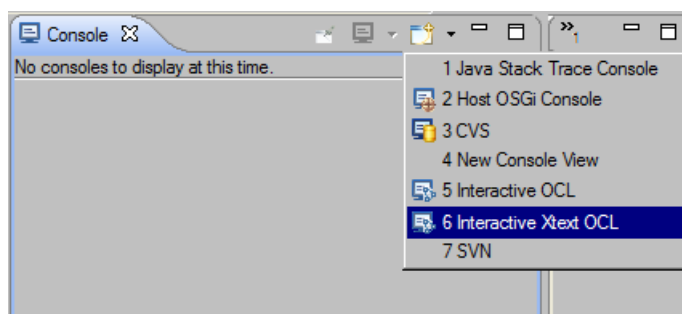 Console
»1
No consoles to display at this time.
1 Java Stack Trace Console
2 Host OSGi Console
3 CVS
4 New Console View
5 Interactive OCL
6 Interactive Xtext OCL
7 SVN